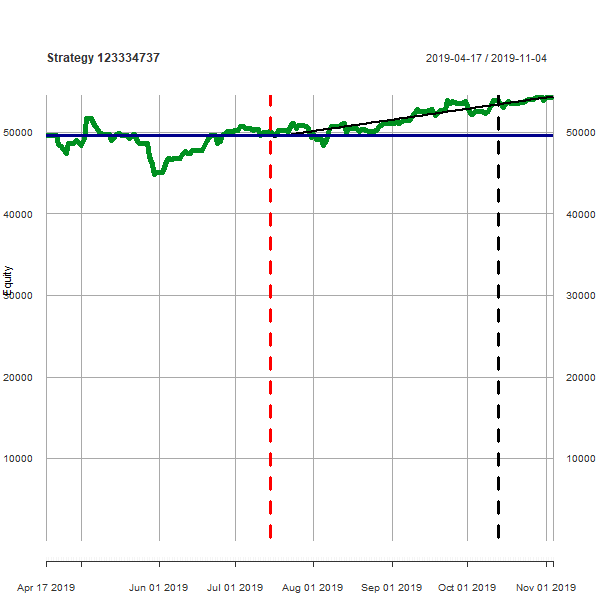 Strategy 123334737
2019-04-17 / 2019-11-04
50000
50000
40000
40000
Equity
30000
30000
20000
20000
10000
10000
Apr 17 2019
Jun 01 2019
Jul 01 2019
Aug 01 2019
Sep 01 2019
Oct 01 2019
Nov 01 2019